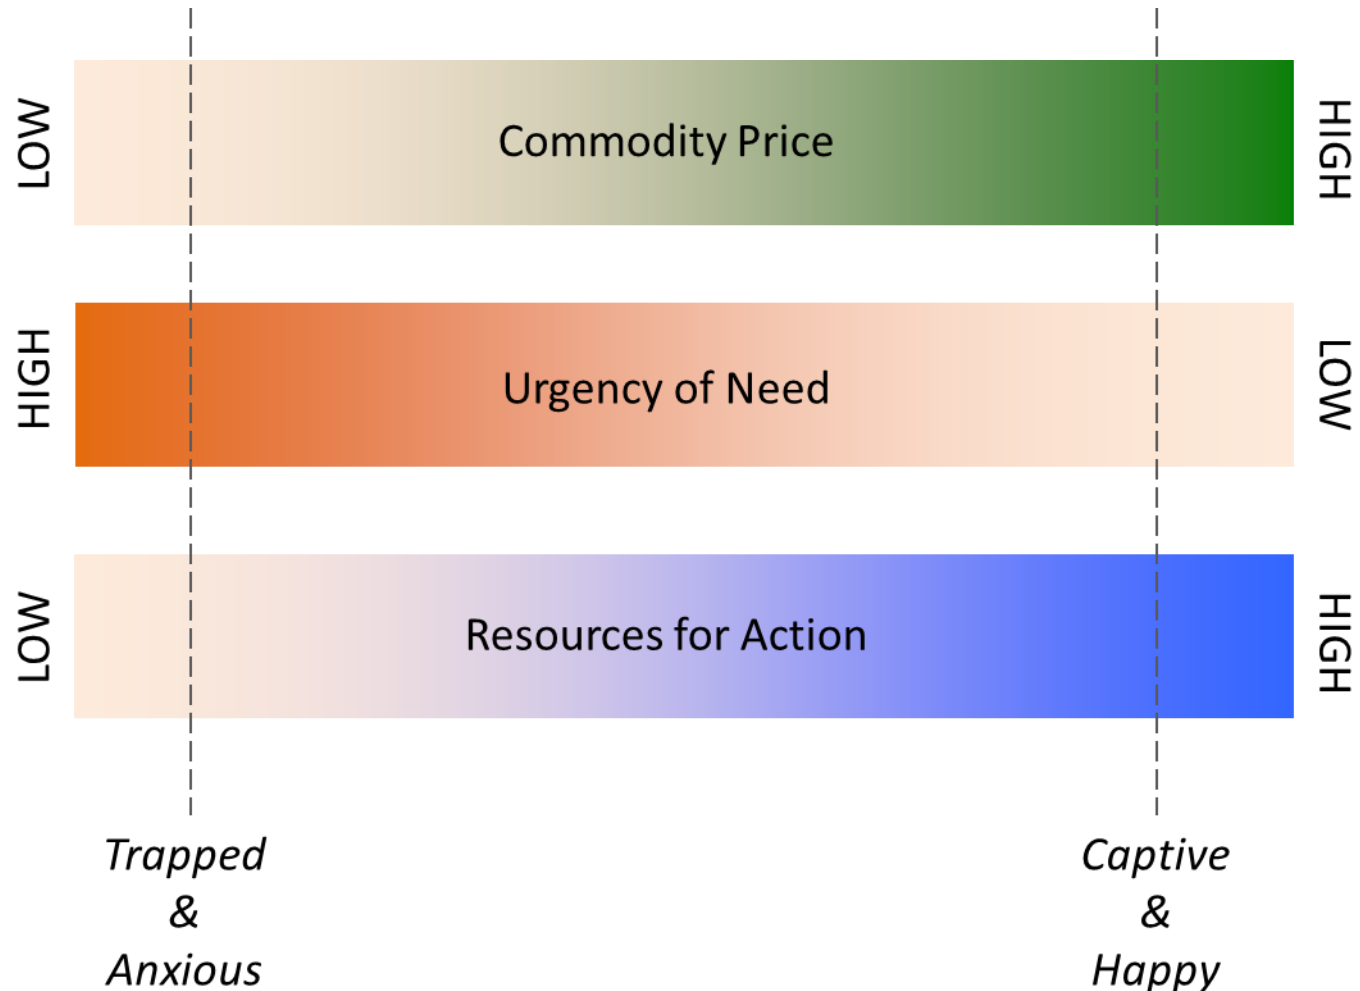 LOW
Commodity Price
HIGH
HIGH
Urgency of Need
LOW
LOW
Resources for Action
HIGH
Trapped
&
Anxious
Captive
&
Happy